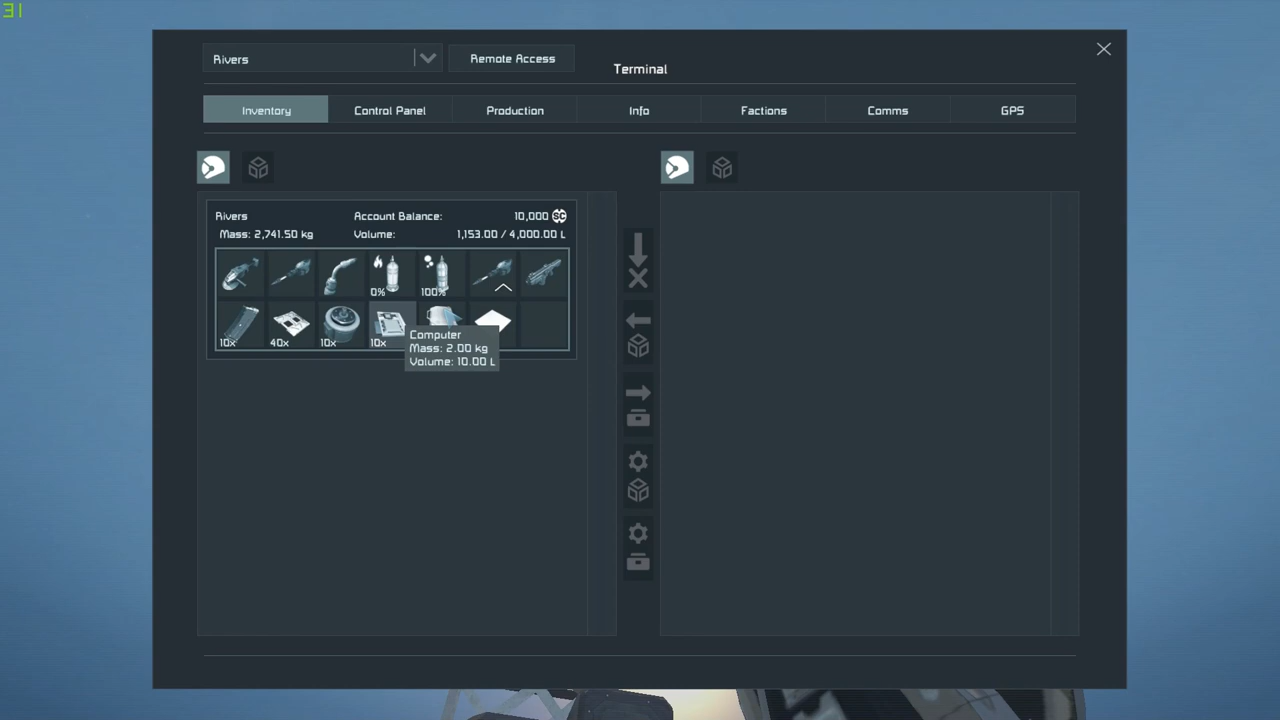 31
Rivers
Remote Access
Terminal
Inventory
Control Panel
Production
Info
Factions
Comms
GPS
Rivers
Account Balance:
10,000 SC
Mass: 2,741.50 kg
Volume:
1,153.00 / 4,000.00 L
0%
100%
10x
40x
10x
10x
Computer
Mass: 2.00 kg
Volume: 10.00 L